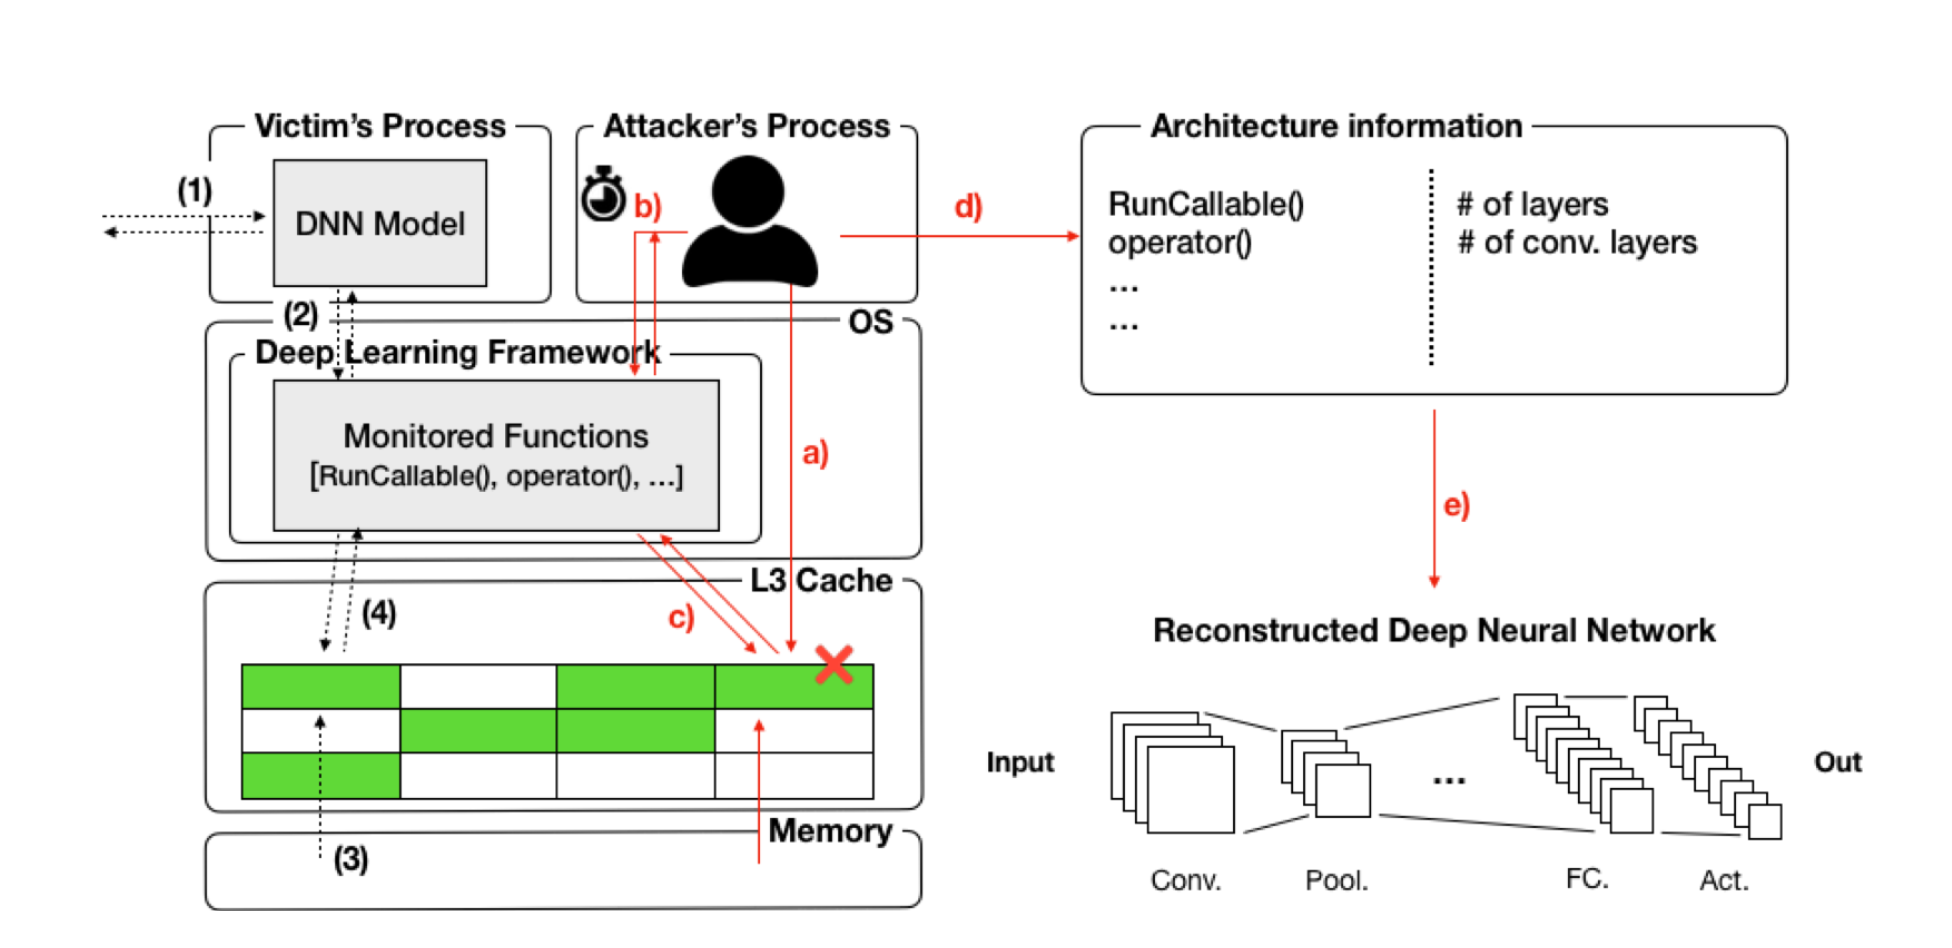 Victim's Process
Attacker's Process
Architecture information
(1)
DNN Model
b)
d)
RunCallable()
operator()
...
...
# of layers
# of conv. layers
(2)
OS
Deep Learning Framework
Monitored Functions
[RunCallable(), operator(), ...]
a)
e)
L3 Cache
(4)
c)
Memory
(3)
Reconstructed Deep Neural Network
Input
...
Out
Conv.
Pool.
FC.
Act.